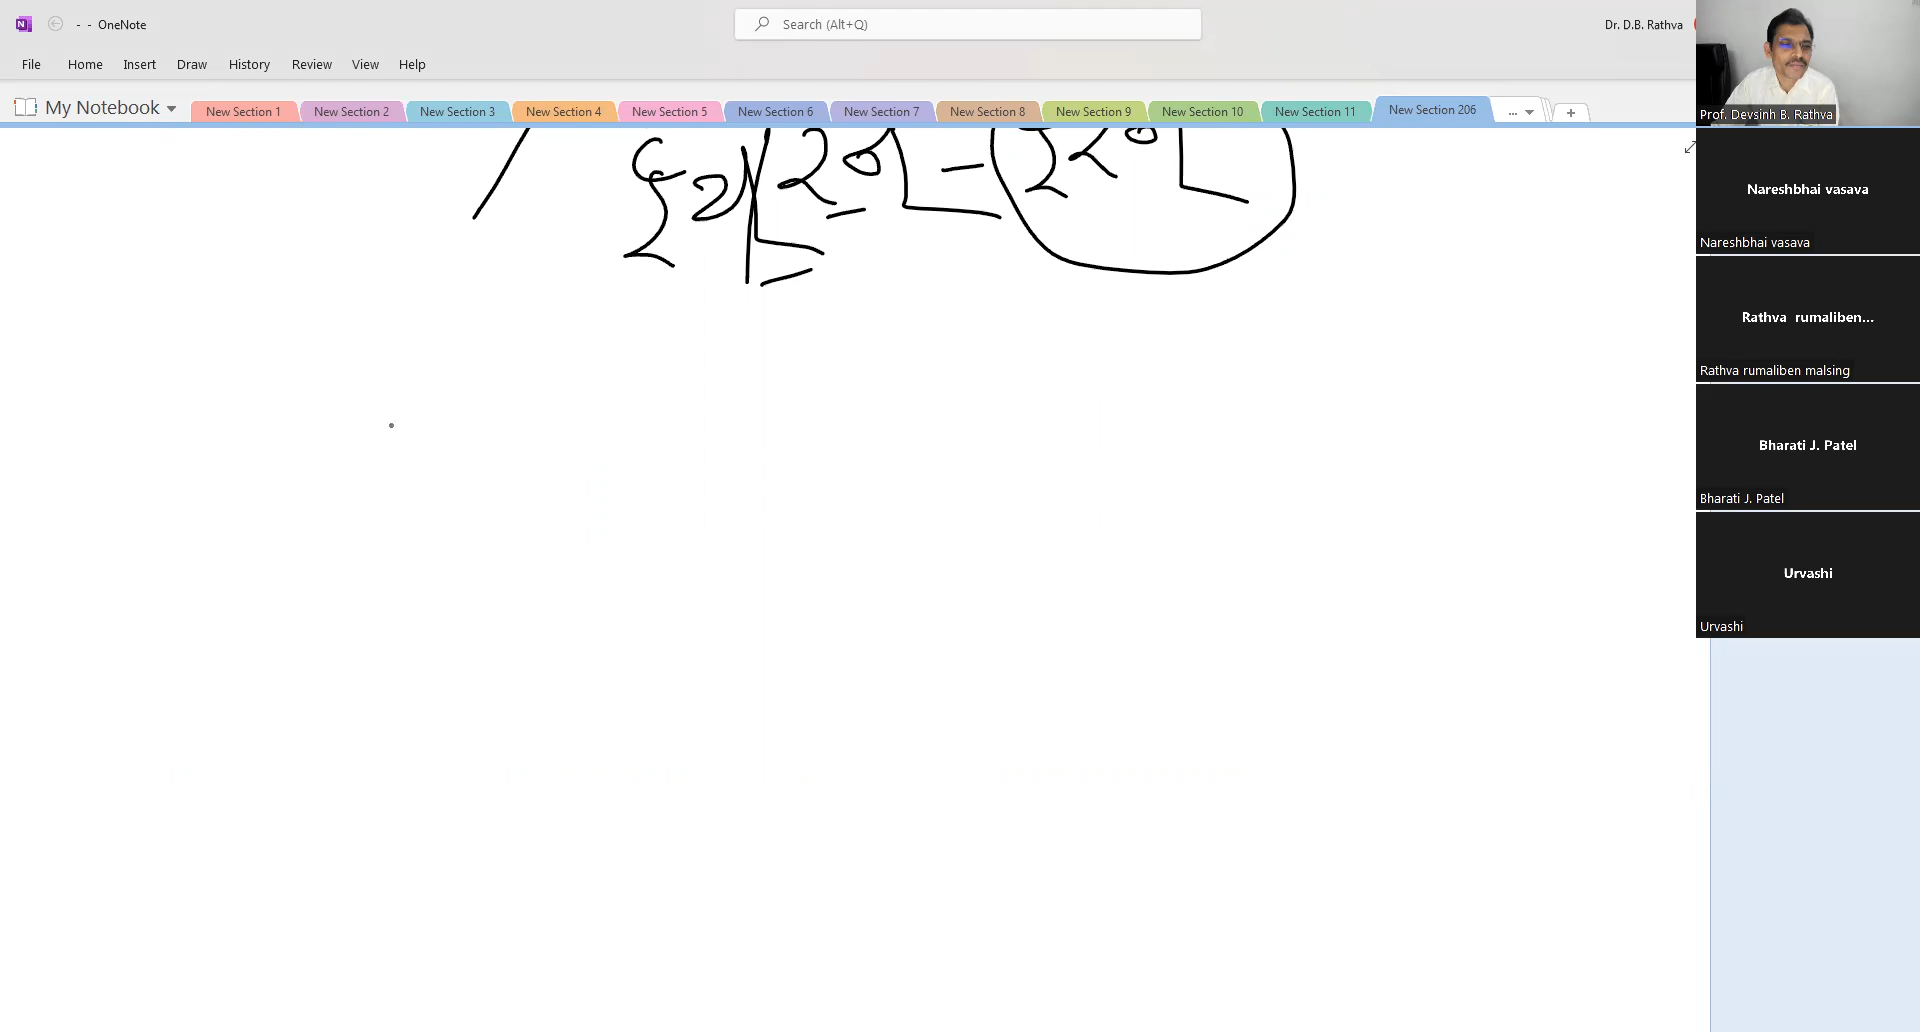 - - OneNote
Search (Alt+Q)
Dr. D.B. Rathva
File Home Insert Draw History Review View Help
My Notebook New Section 1 New Section 2 New Section 3 New Section 4 New Section 5 New Section 6 New Section 7 New Section 8 New Section 9 New Section 10 New Section 11 New Section 206 ...
Prof. Devsinh B. Rathva
Nareshbhai vasava
Nareshbhai vasava
Rathva rumaliben...
Rathva rumaliben malsing
Bharati J. Patel
Bharati J. Patel
Urvashi
Urvashi